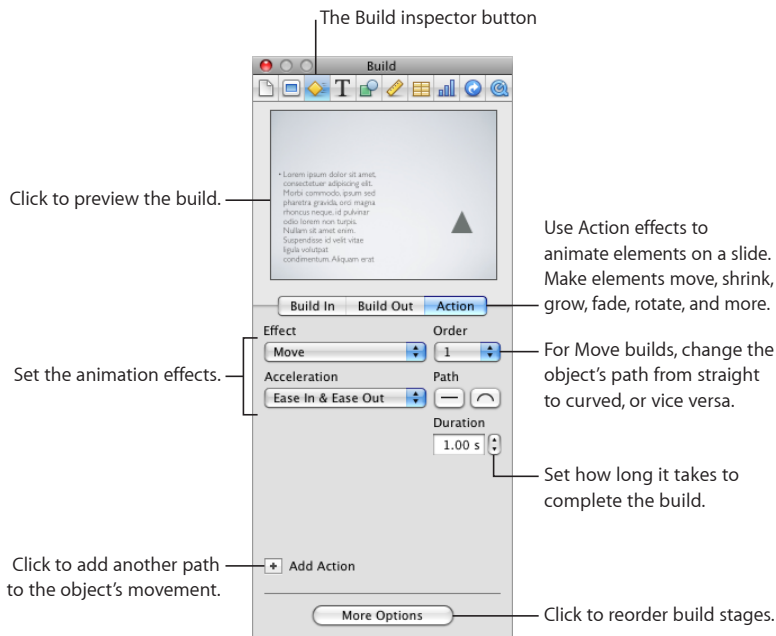 The Build inspector button
Build
T
Click to preview the build.
• Lorem ipsum dolor sit amet,
consectetuer adipiscing elit.
Morbi commodo, ipsum sed
pharetra gravida, orci magna
rhoncus neque, id pulvinar
odio lorem non turpis.
Nullam sit amet enim.
Suspendisse id velit vitae
ligula volutpat
condimentum. Aliquam erat
Use Action effects to
animate elements on a slide.
Make elements move, shrink,
grow, fade, rotate, and more.
Build In Build Out Action
Effect Order
Move 1
For Move builds, change the
object’s path from straight
to curved, or vice versa.
Set the animation effects.
Acceleration Path
Ease In & Ease Out
Duration
1.00 s
Set how long it takes to
complete the build.
Click to add another path
to the object’s movement.
+ Add Action
More Options
Click to reorder build stages.